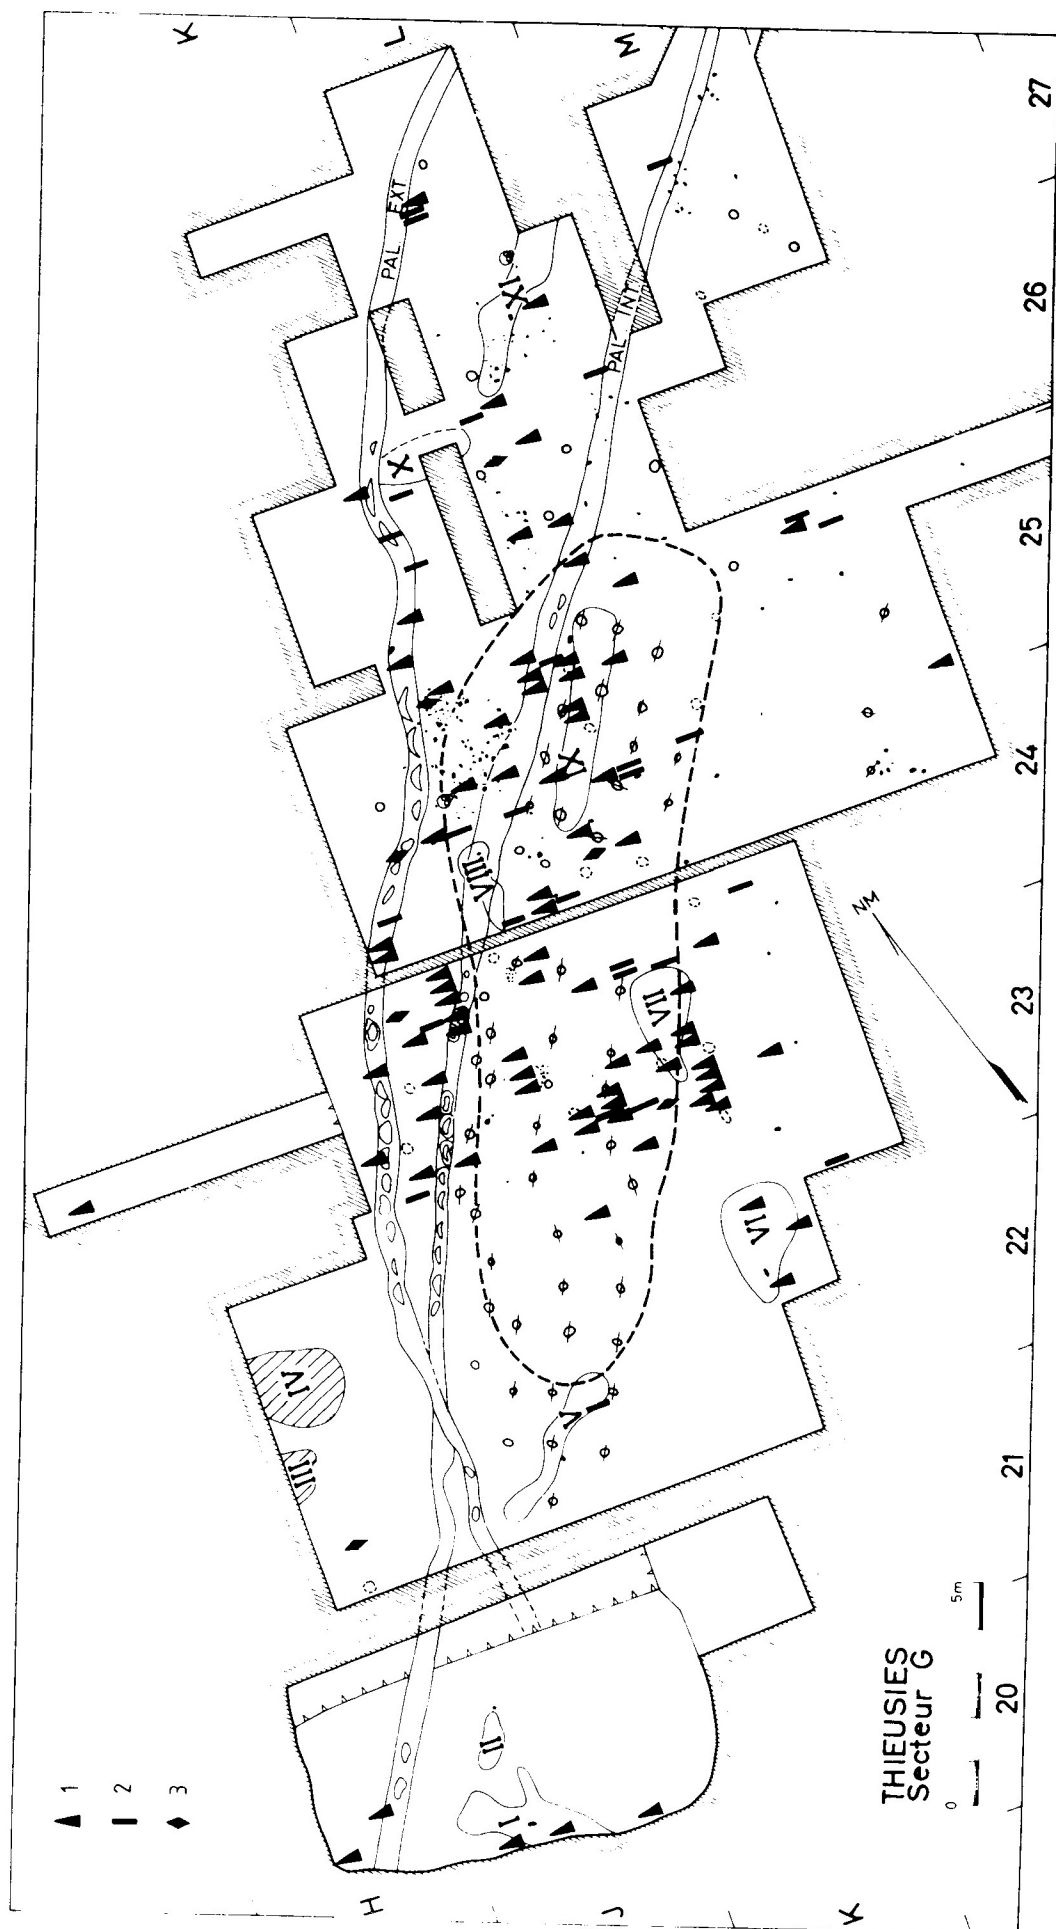 K
L
M
27
PAL EXT
XI
26
PAL INT
X
25
IX
24
VIII
NM
VII
23
VI
22
IV
V
III
21
II
I
1
2
3
THIEUSIES
Secteur G
0 5m
20
H
J
K